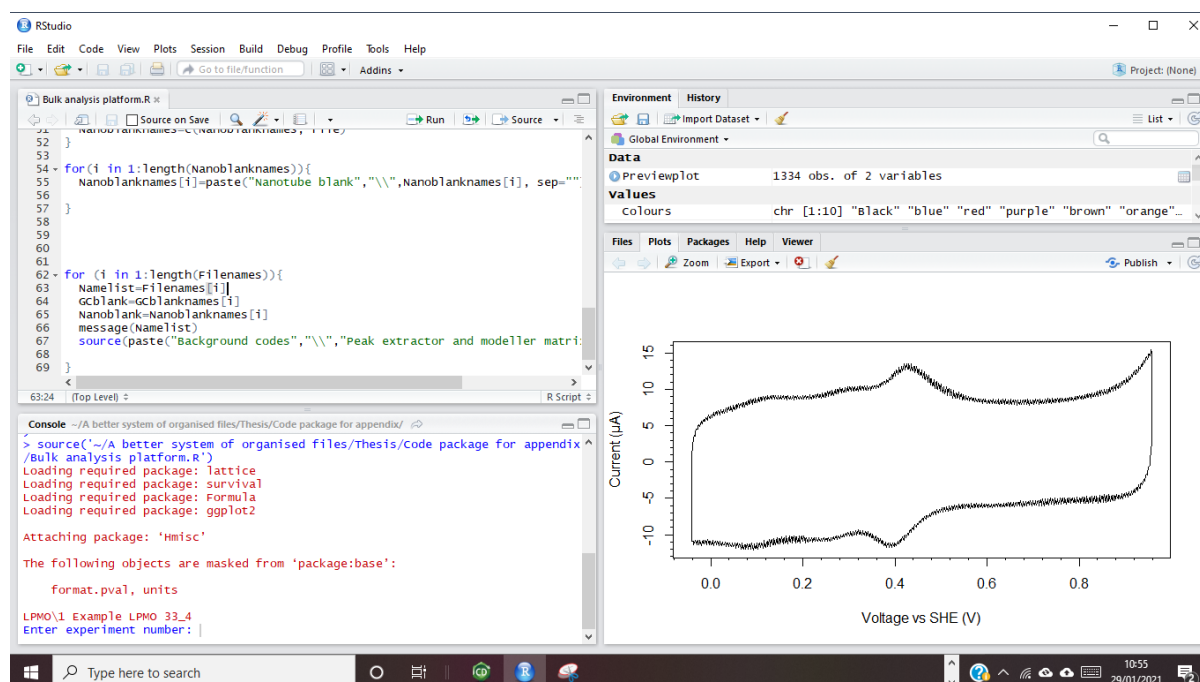 RStudio
File Edit Code View Plots Session Build Debug Profile Tools Help
Go to file/function Addins Project: (None)
Bulk analysis platform.R
Source on Save Run Source
52 }
53
54 for(i in 1:length(Nanoblanknames)){
55 Nanoblanknames[i]=paste("Nanotube blank","\\",Nanoblanknames[i], sep=""
56
57 }
58
59
60
61
62 for (i in 1:length(Filenames)){
63 Namelist=Filenames[i]
64 GCblank=GCblanknames[i]
65 Nanoblank=Nanoblanknames[i]
66 message(Namelist)
67 source(paste("Background codes","\\","Peak extractor and modeller matri
68
69 }
63:24 (Top Level) R Script
Console ~/A better system of organised files/Thesis/Code package for appendix/
> source('~/A better system of organised files/Thesis/Code package for appendix
/Bulk analysis platform.R')
Loading required package: lattice
Loading required package: survival
Loading required package: Formula
Loading required package: ggplot2
Attaching package: 'Hmisc'
The following objects are masked from 'package:base':
format.pval, units
LPMO\1 Example LPMO 33_4
Enter experiment number:
Environment History
Import Dataset List
Global Environment
Data
Previewplot 1334 obs. of 2 variables
Values
Colours chr [1:10] "Black" "blue" "red" "purple" "brown" "orange"…
Files Plots Packages Help Viewer
Zoom Export Publish
15
10
5
0
-5
-10
Current (µA)
0.0 0.2 0.4 0.6 0.8
Voltage vs SHE (V)
Type here to search
CD
R
10:55
29/01/2021
2